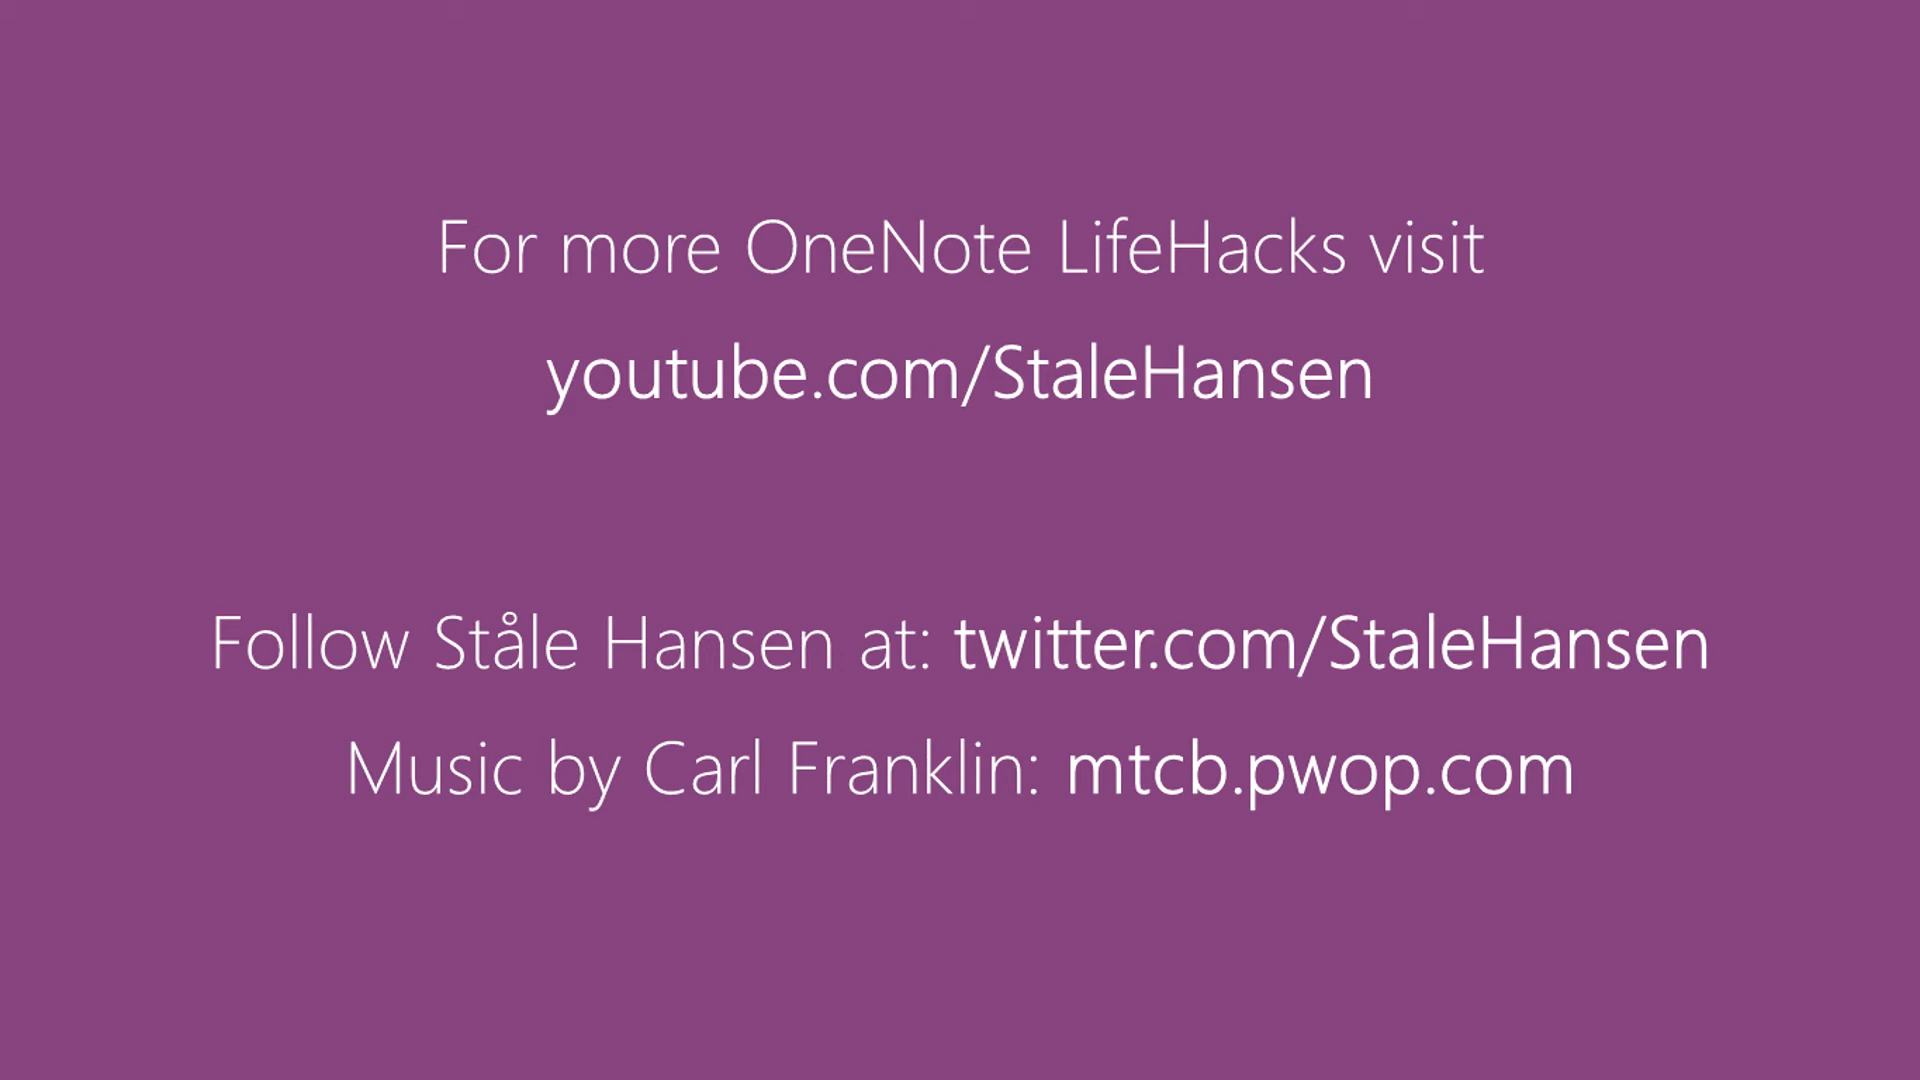 For more OneNote LifeHacks visit
youtube.com/StaleHansen
Follow Ståle Hansen at: twitter.com/StaleHansen
Music by Carl Franklin: mtcb.pwop.com